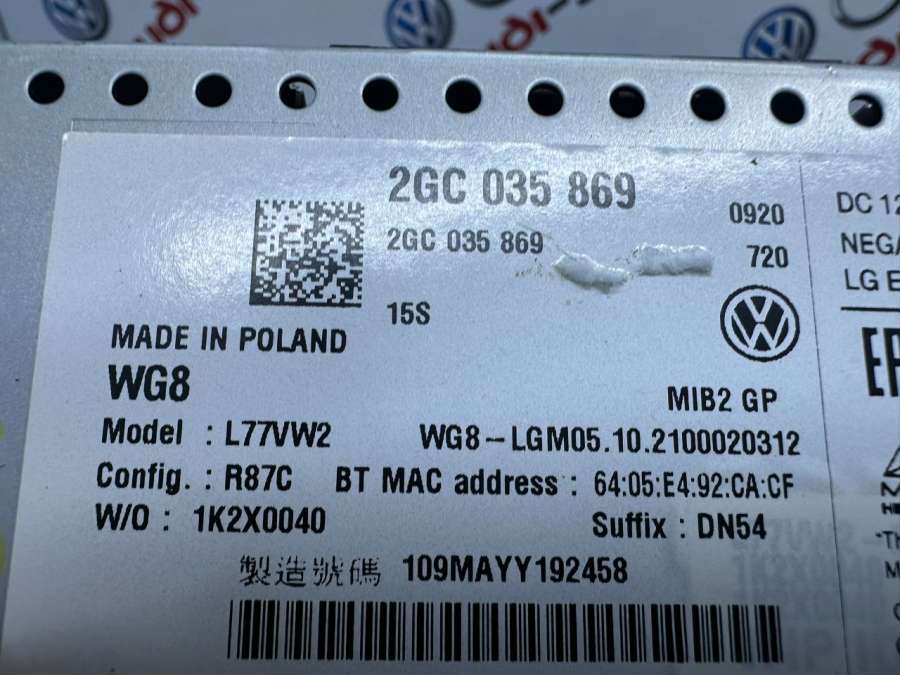 2GC 035 869
0920
2GC 035 869
720
15S
MADE IN POLAND
WG8
MIB2 GP
Model : L77VW2
WG8-LGM05.10.2100020312
Config. : R87C BT MAC address : 64:05:E4:92:CA:CF
W/O : 1K2X0040
Suffix : DN54
製造號碼 109MAYY192458
DC 12
NEGA
LG E